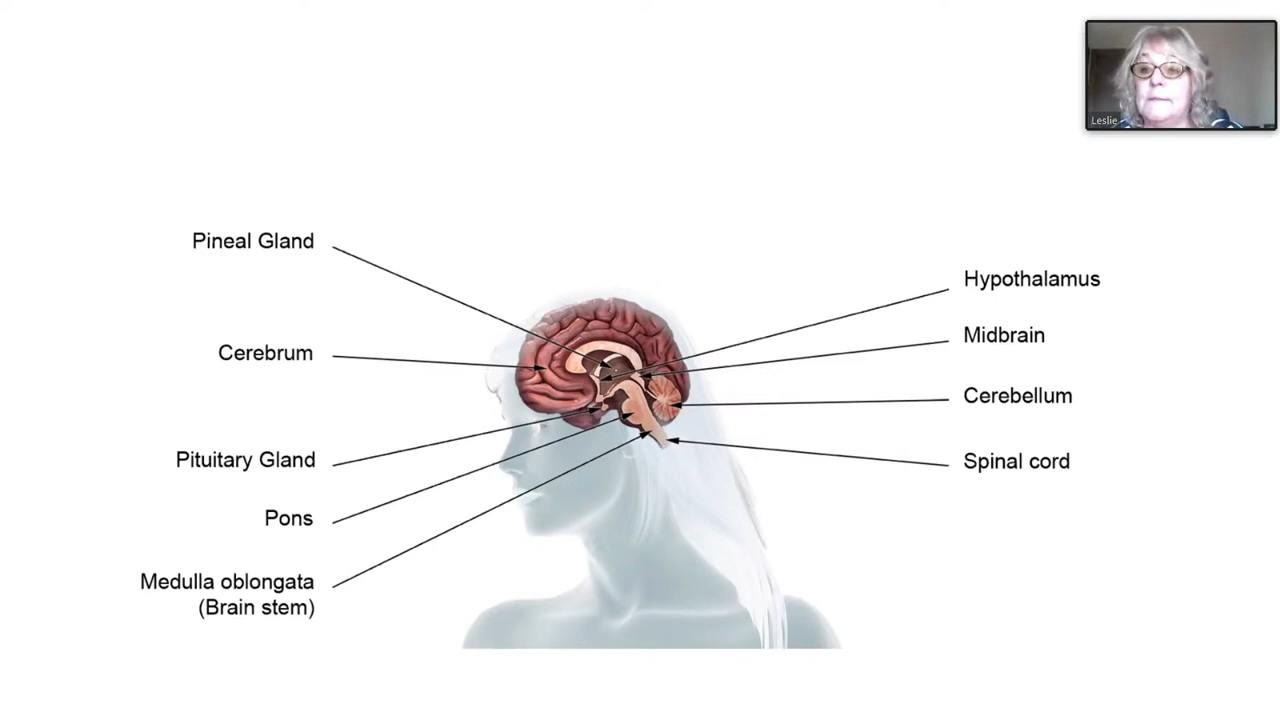 Leslie
Pineal Gland
Hypothalamus
Midbrain
Cerebrum
Cerebellum
Pituitary Gland
Spinal cord
Pons
Medulla oblongata
(Brain stem)